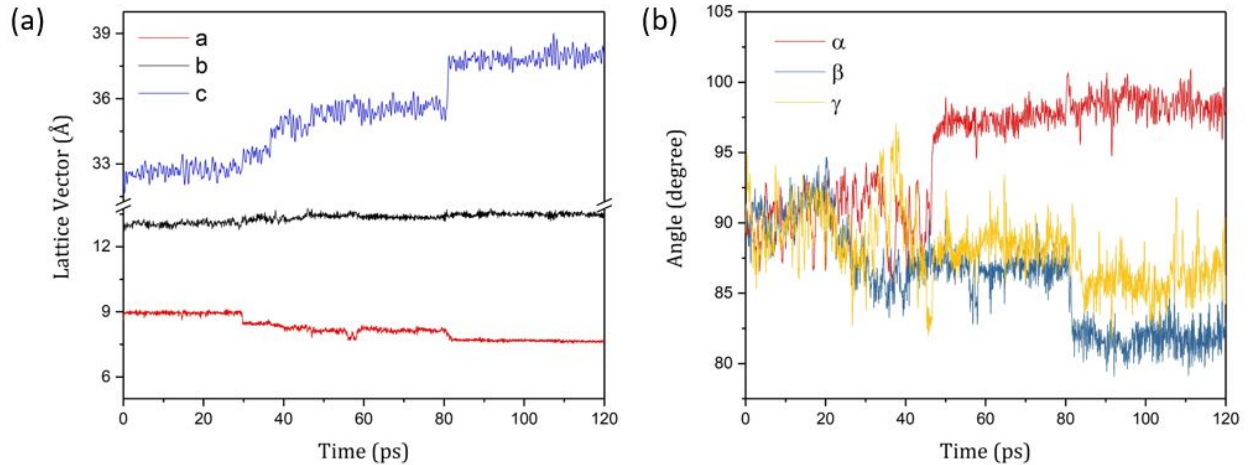 (a)
39
36
33
12
9
6
Lattice Vector (Å)
a
b
c
0 20 40 60 80 100 120
Time (ps)
(b)
105
100
95
90
85
80
Angle (degree)
α
β
γ
0 20 40 60 80 100 120
Time (ps)